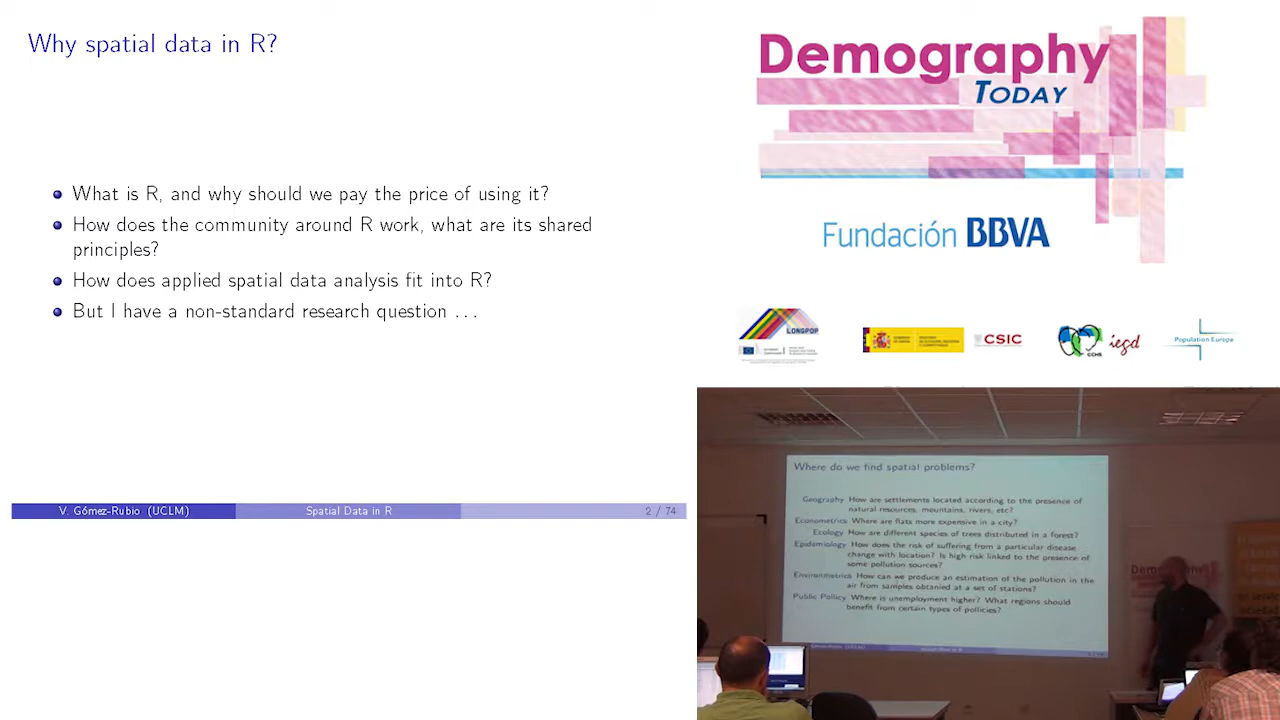 Why spatial data in R?
What is R, and why should we pay the price of using it?
How does the community around R work, what are its shared
principles?
How does applied spatial data analysis fit into R?
But I have a non-standard research question ...
V. Gómez-Rubio (UCLM)
Spatial Data in R
2 / 74
Demography
TODAY
Fundación BBVA
LONGPOP
CSIC
CCHS
iegd
Population Europe
Where do we find spatial problems?
Geography How are settlements located according to the presence of
natural resources, mountains, rivers, etc?
Econometrics Where are flats more expensive in a city?
Ecology How are different species of trees distributed in a forest?
Epidemiology How does the risk of suffering from a particular disease
change with location? Is high risk linked to the presence of
some pollution sources?
Environmetrics How can we produce an estimation of the pollution in the
air from samples obtanied at a set of stations?
Public Policy Where is unemployment higher? What regions should
benefit from certain types of pollicies?
Demography